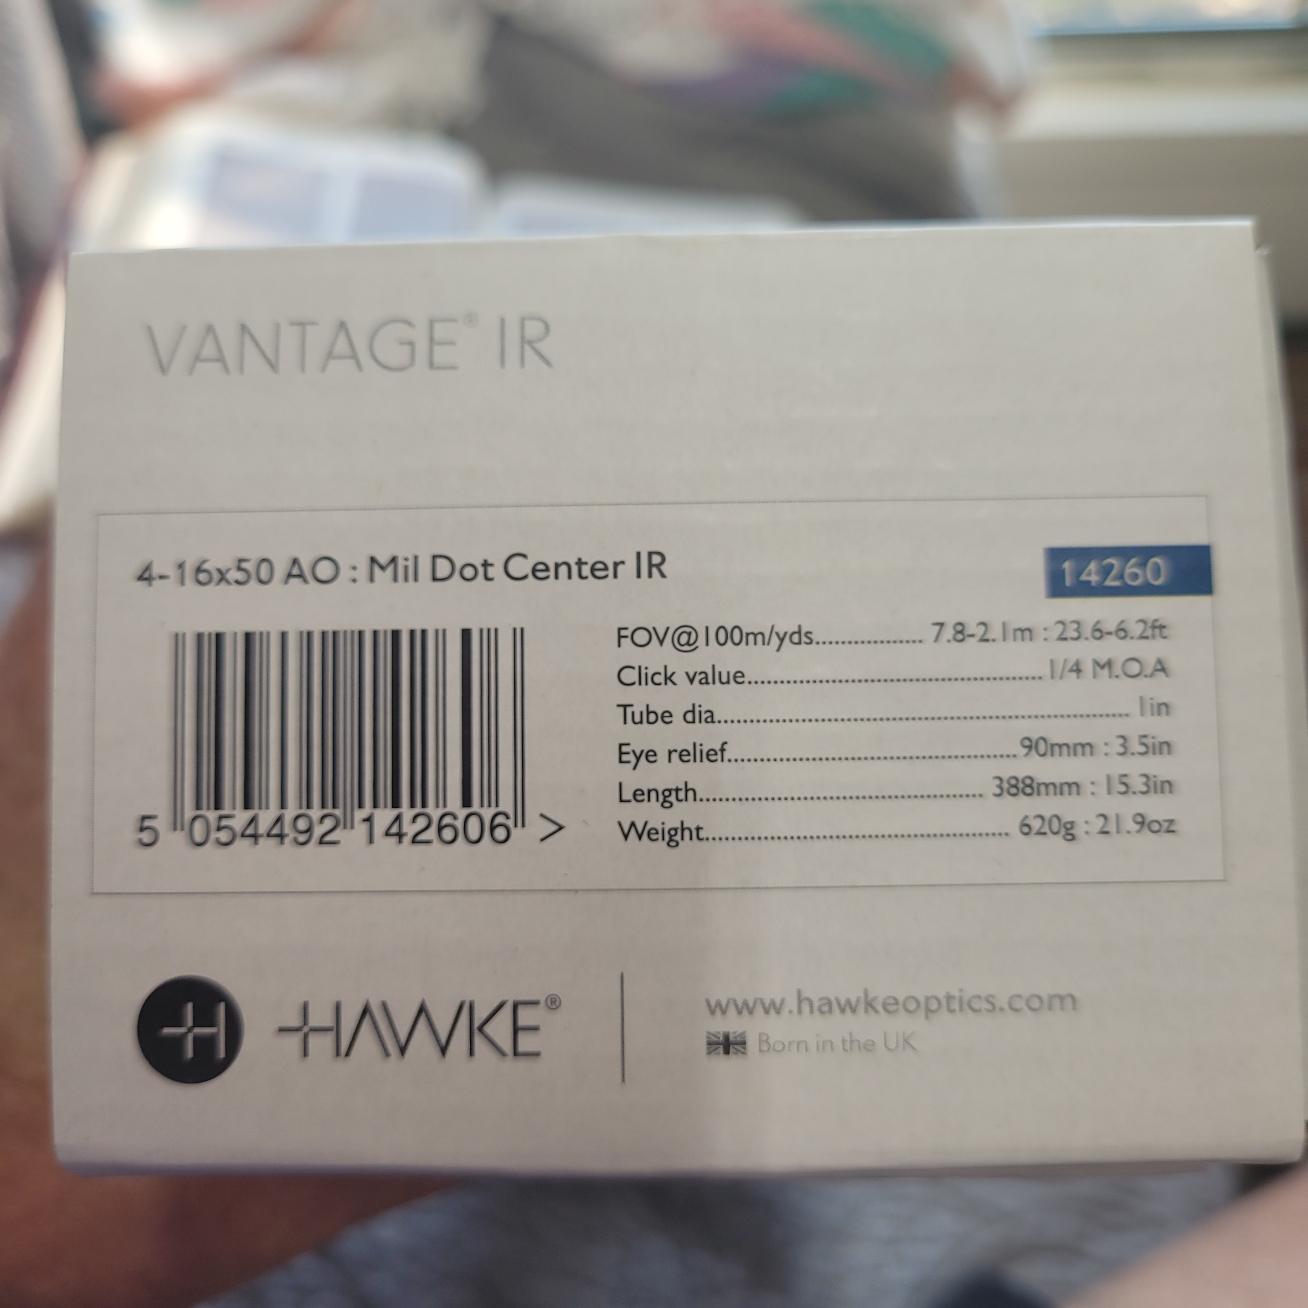 VANTAGE® IR
4-16x50 AO : Mil Dot Center IR
14260
FOV@100m/yds................ 7.8-2.1m : 23.6-6.2ft
Click value............................................. 1/4 M.O.A
Tube dia............................................................... 1in
Eye relief............................................90mm : 3.5in
Length........................................... 388mm : 15.3in
Weight.............................................. 620g : 21.9oz
5 054492 142606 >
H HAWKE®
www.hawkeoptics.com
Born in the UK